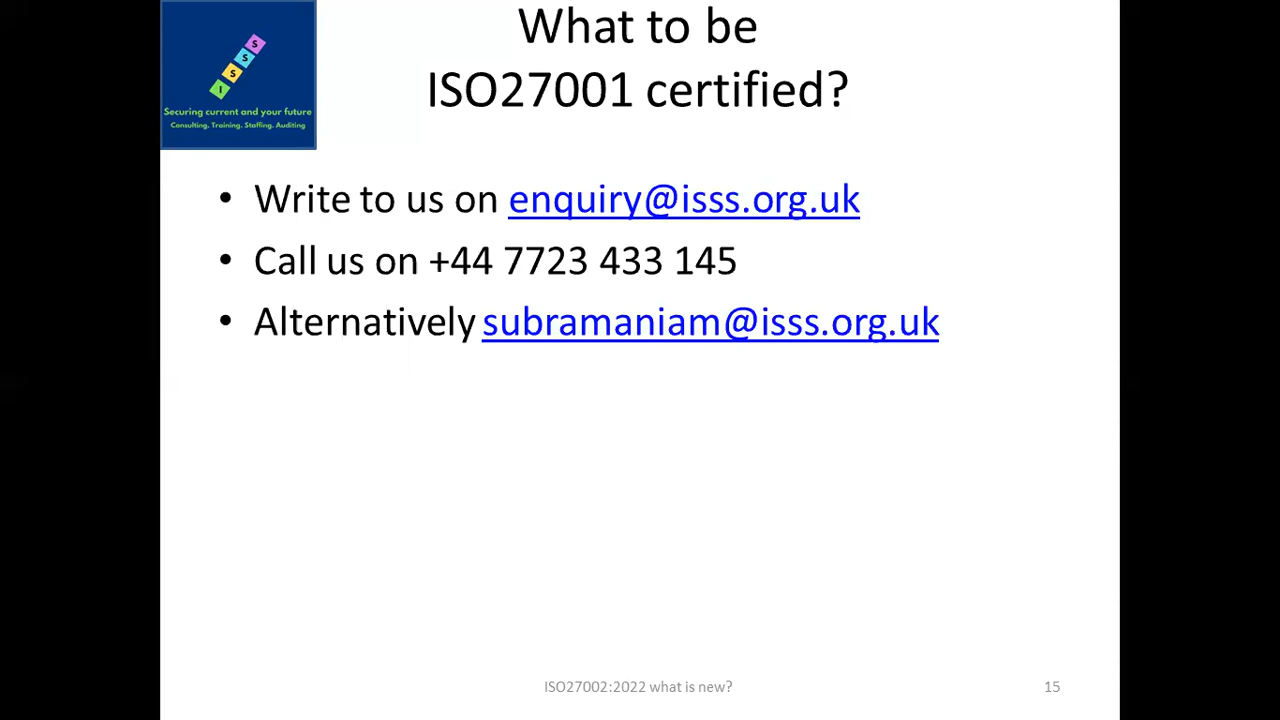 S
S
S
I
Securing current and your future
Consulting. Training. Staffing. Auditing
What to be
ISO27001 certified?
• Write to us on enquiry@isss.org.uk
• Call us on +44 7723 433 145
• Alternatively subramaniam@isss.org.uk
ISO27002:2022 what is new?
15